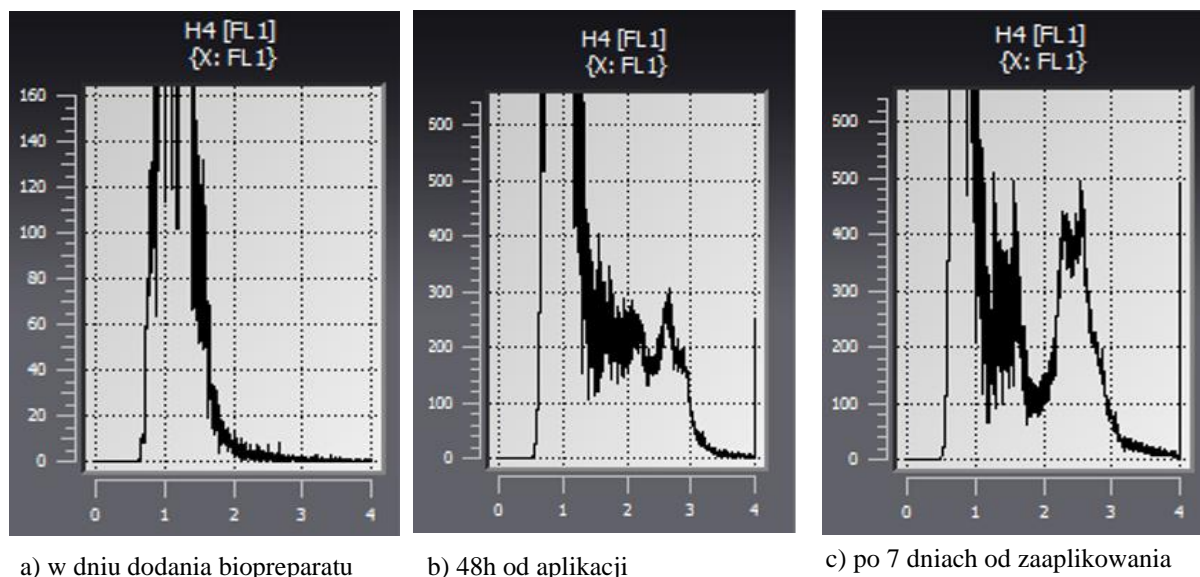 H4 [FL1]
{X: FL1}
160
140
120
100
80
60
40
20
0
0 1 2 3 4
a) w dniu dodania biopreparatu
H4 [FL1]
{X: FL1}
500
500
400
300
200
100
0
0 1 2 3 4
b) 48h od aplikacji
H4 [FL1]
{X: FL1}
500
500
400
300
200
100
0
0 1 2 3 4
c) po 7 dniach od zaaplikowania